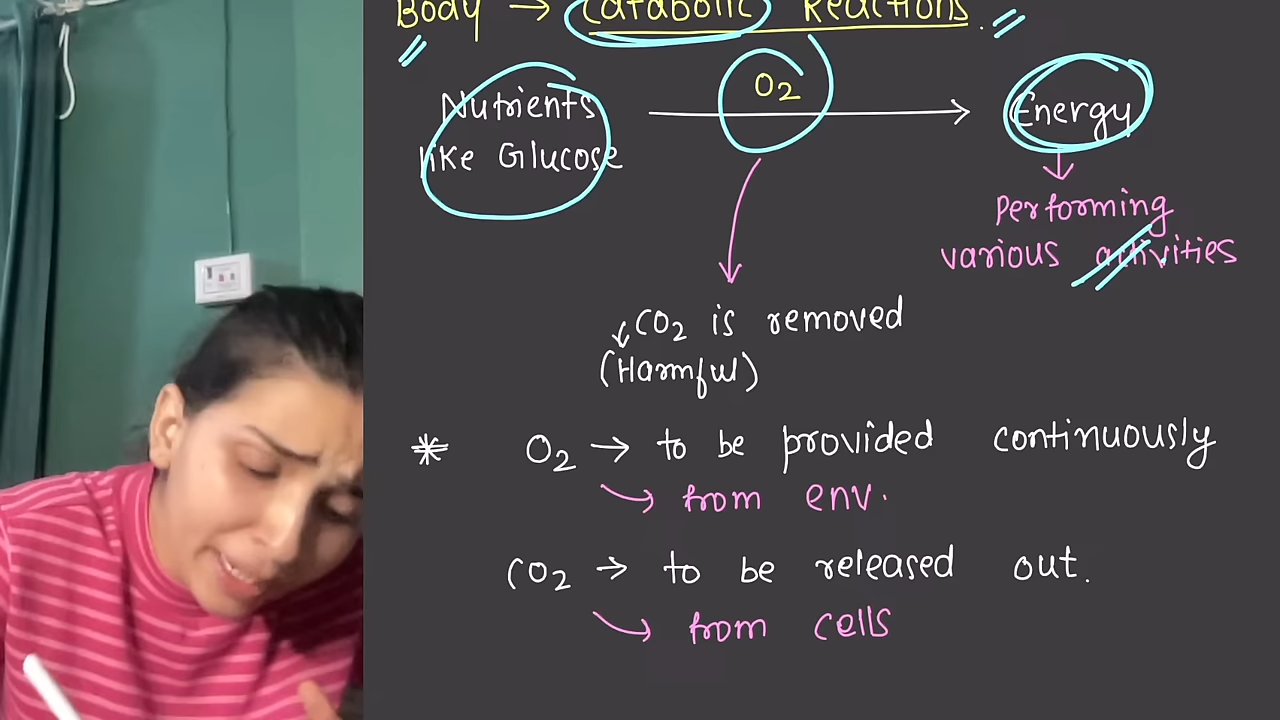 Body → Catabolic Reactions.
O2
Nutrients like Glucose → Energy
Performing various activities
CO2 is removed
(Harmful)
* O2 → to be provided continuously
from env.
CO2 → to be released out.
from cells